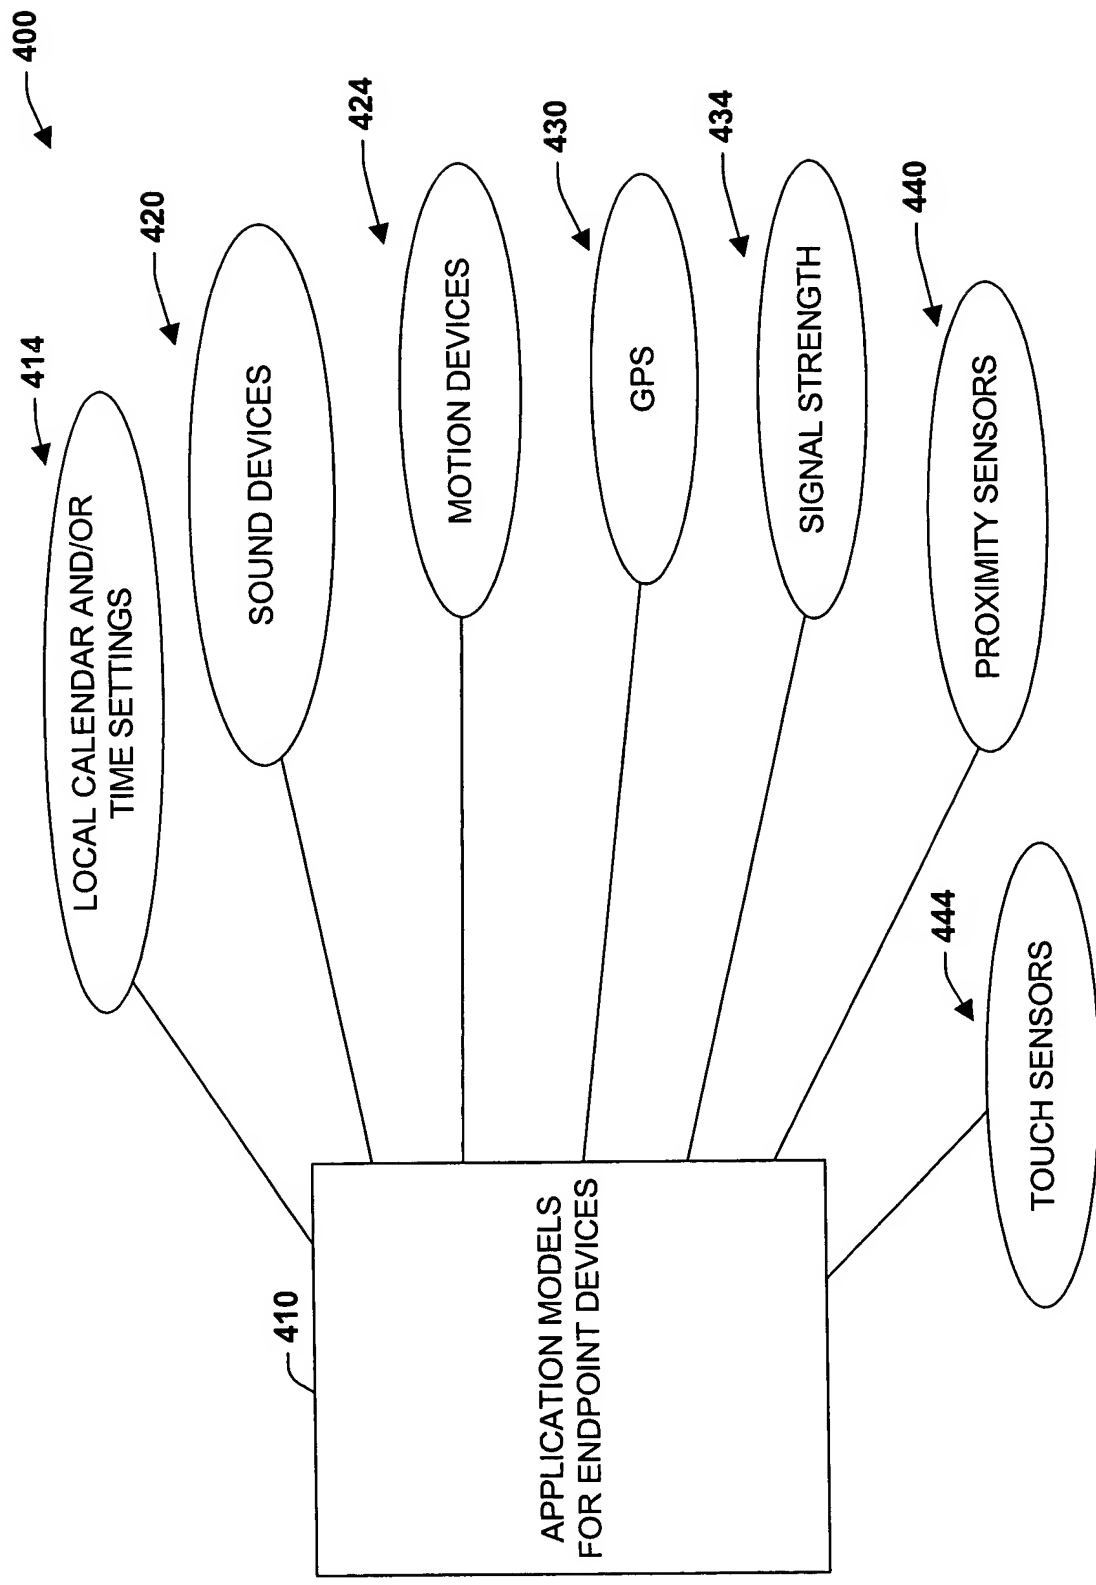 400
414
LOCAL CALENDAR AND/OR
TIME SETTINGS
420
SOUND DEVICES
424
MOTION DEVICES
430
GPS
434
SIGNAL STRENGTH
440
PROXIMITY SENSORS
444
TOUCH SENSORS
410
APPLICATION MODELS
FOR ENDPOINT DEVICES